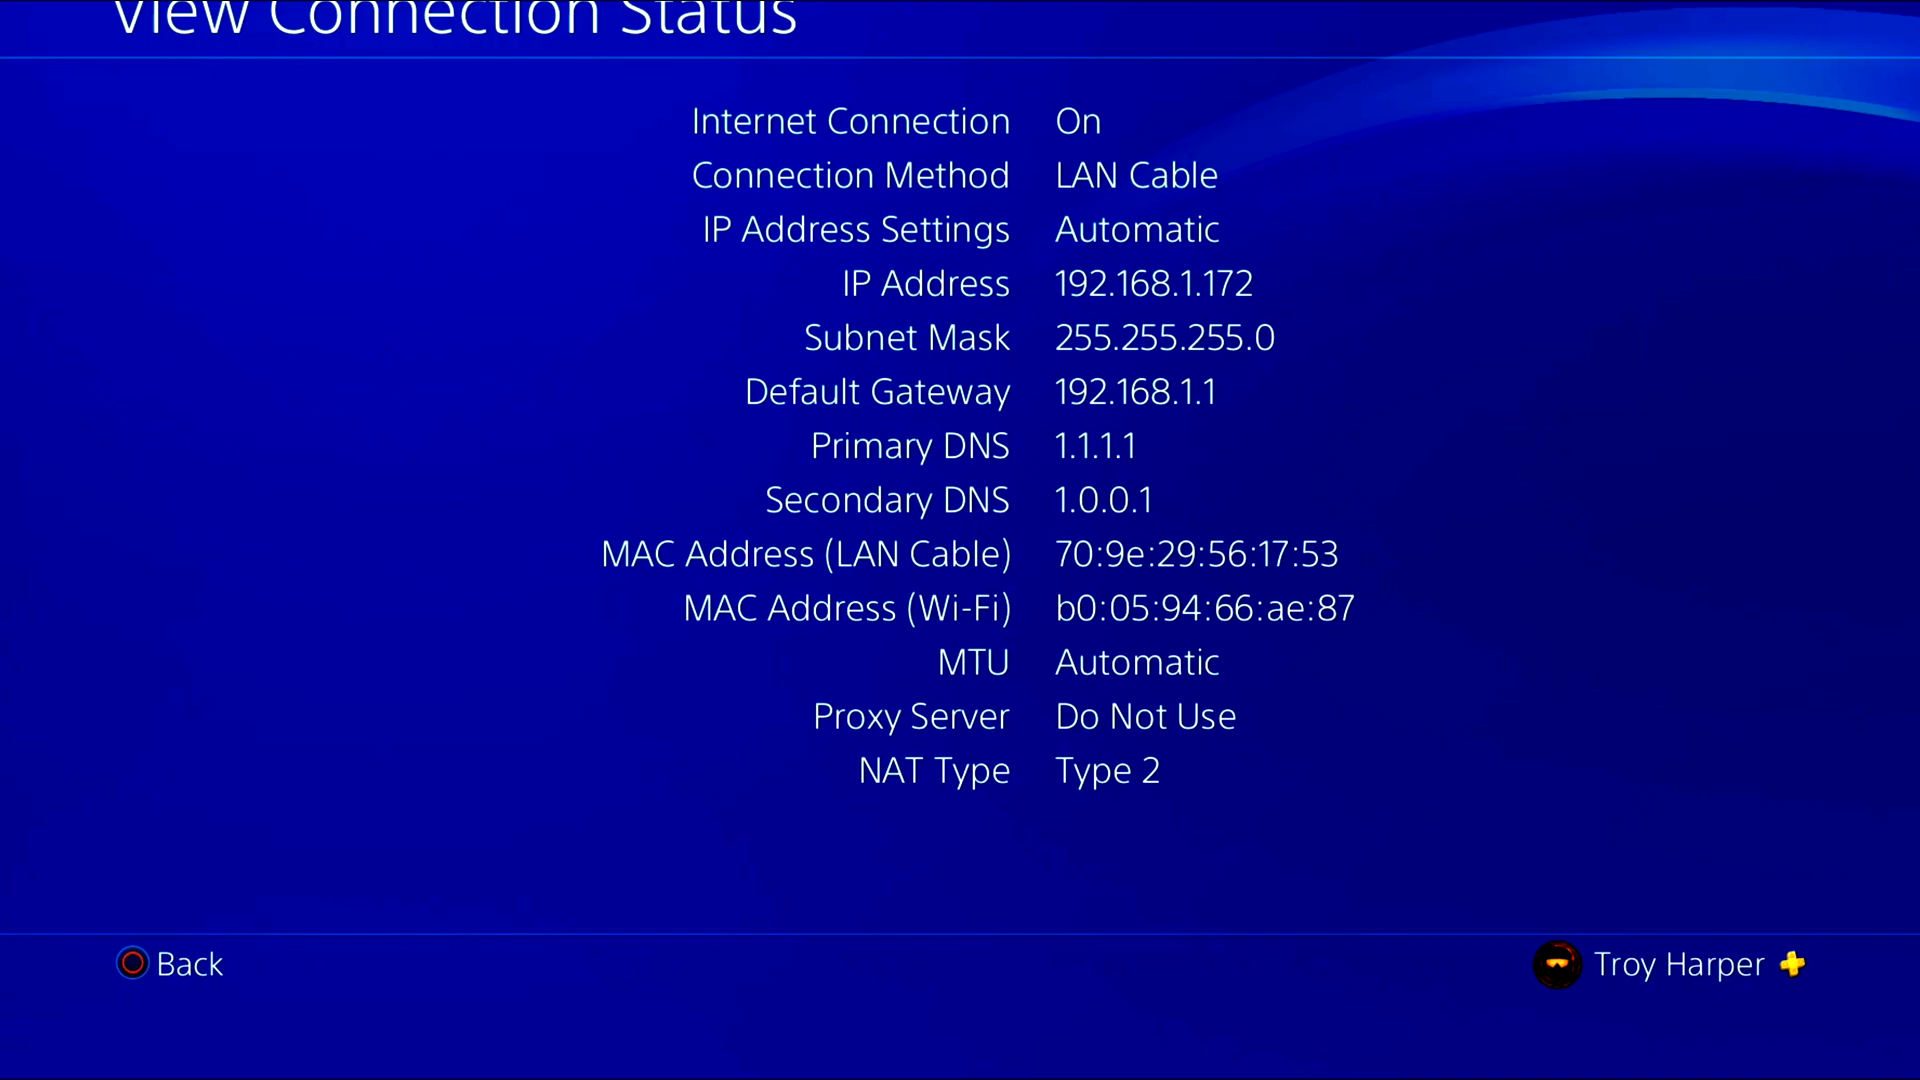 View Connection Status
Internet Connection On
Connection Method LAN Cable
IP Address Settings Automatic
IP Address 192.168.1.172
Subnet Mask 255.255.255.0
Default Gateway 192.168.1.1
Primary DNS 1.1.1.1
Secondary DNS 1.0.0.1
MAC Address (LAN Cable) 70:9e:29:56:17:53
MAC Address (Wi-Fi) b0:05:94:66:ae:87
MTU Automatic
Proxy Server Do Not Use
NAT Type Type 2
Back Troy Harper